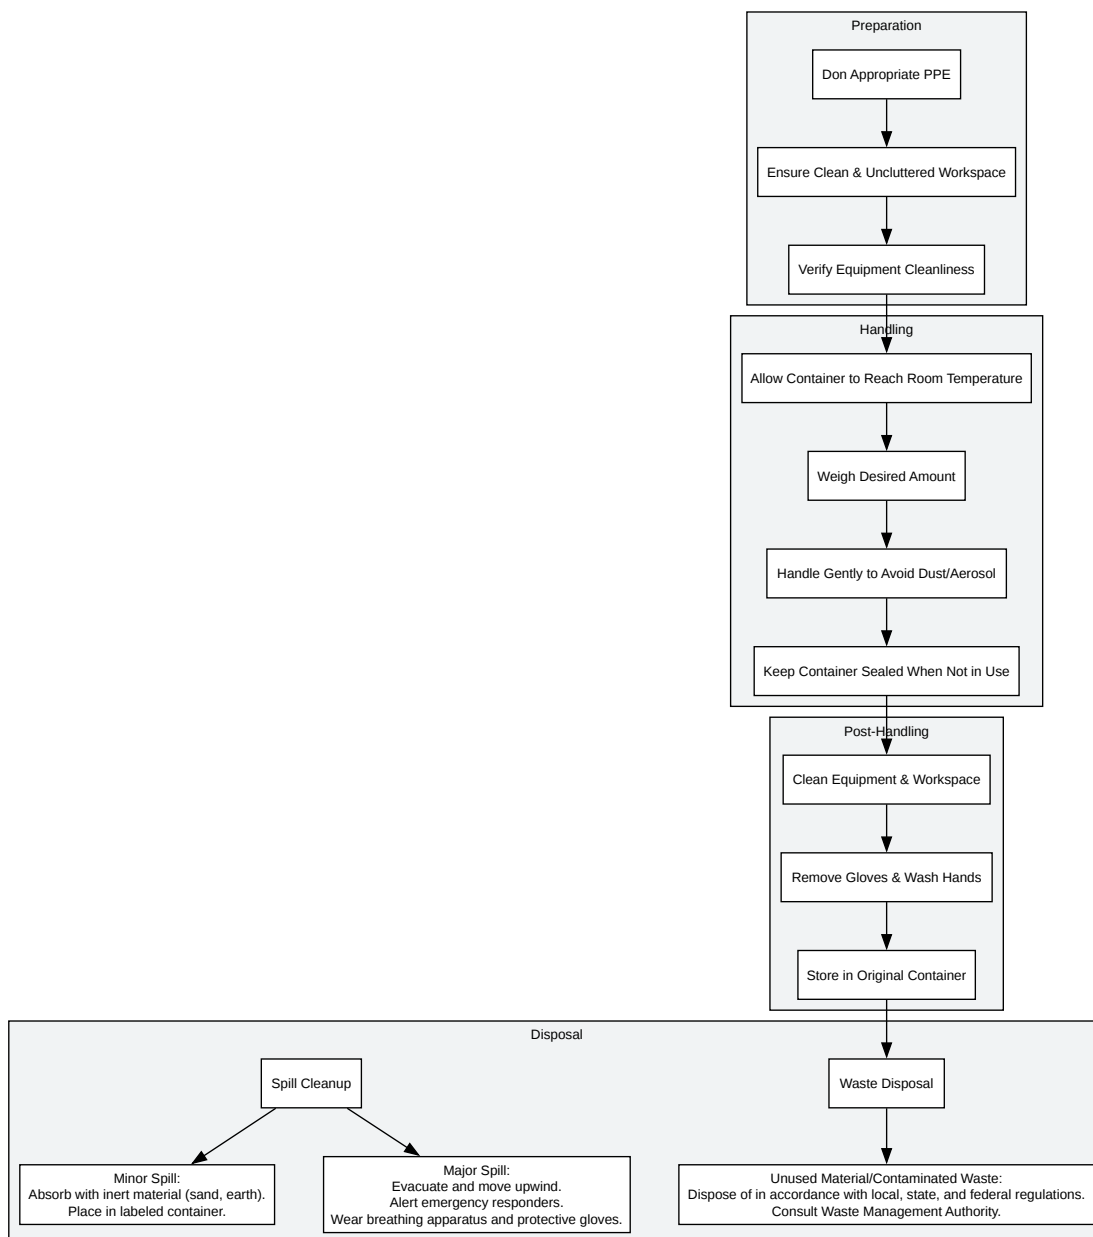 Preparation
Don Appropriate PPE
Ensure Clean & Uncluttered Workspace
Verify Equipment Cleanliness
Handling
Allow Container to Reach Room Temperature
Weigh Desired Amount
Handle Gently to Avoid Dust/Aerosol
Keep Container Sealed When Not in Use
Post-Handling
Clean Equipment & Workspace
Remove Gloves & Wash Hands
Store in Original Container
Disposal
Spill Cleanup
Waste Disposal
Minor Spill:
Absorb with inert material (sand, earth).
Place in labeled container.
Major Spill:
Evacuate and move upwind.
Alert emergency responders.
Wear breathing apparatus and protective gloves.
Unused Material/Contaminated Waste:
Dispose of in accordance with local, state, and federal regulations.
Consult Waste Management Authority.